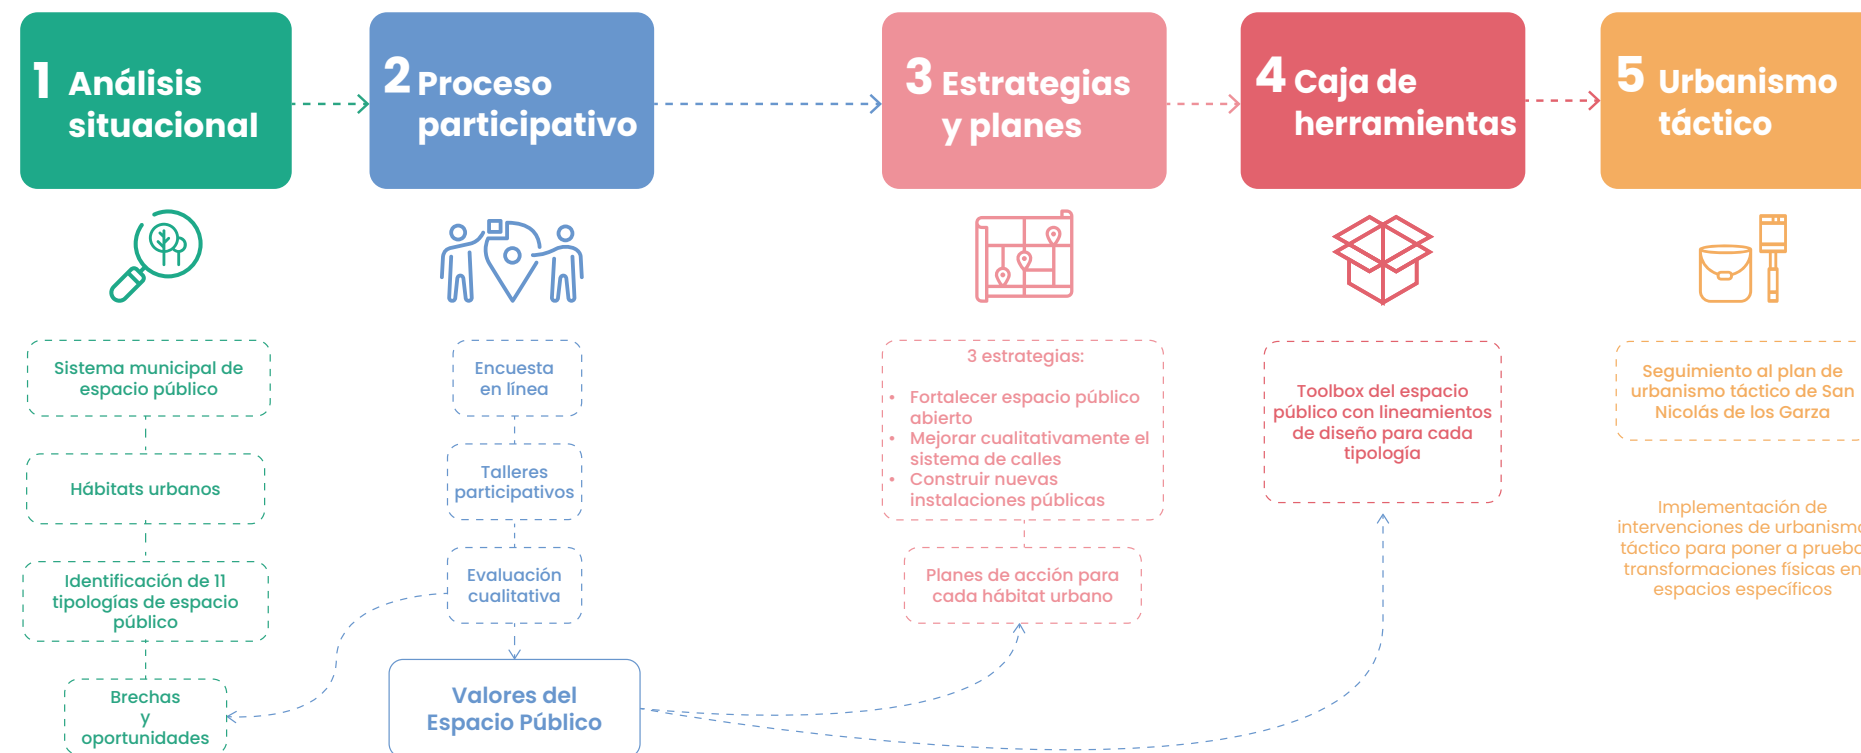 1 Análisis
situacional
2 Proceso
participativo
3 Estrategias
y planes
4 Caja de
herramientas
5 Urbanismo
táctico
Sistema municipal de
espacio público
Hábitats urbanos
Identificación de 11
tipologías de espacio
público
Brechas
y
oportunidades
Encuesta
en línea
Talleres
participativos
Evaluación
cualitativa
Valores del
Espacio Público
3 estrategias:
• Fortalecer espacio público
abierto
• Mejorar cualitativamente el
sistema de calles
• Construir nuevas
instalaciones públicas
Planes de acción para
cada hábitat urbano
Toolbox del espacio
público con lineamientos
de diseño para cada
tipología
Seguimiento al plan de
urbanismo táctico de San
Nicolás de los Garza
Implementación de
intervenciones de urbanismo
táctico para poner a prueba
transformaciones físicas en
espacios específicos